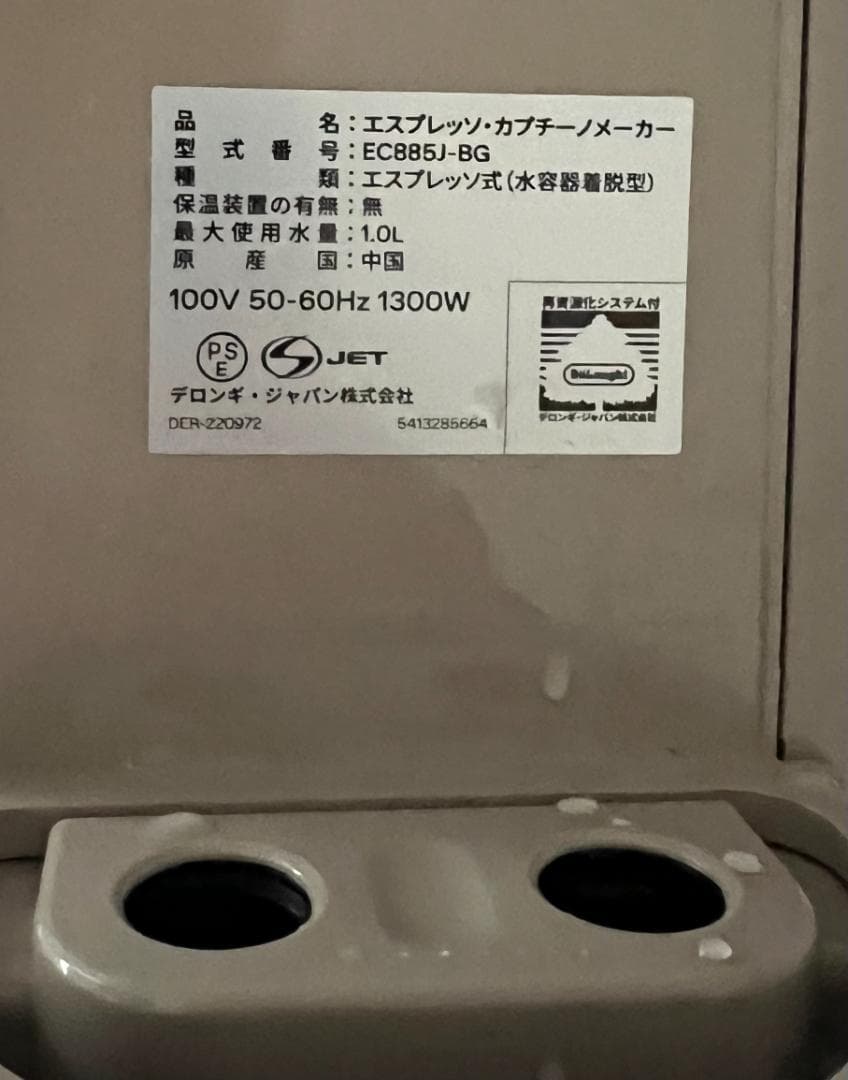 品名：エスプレッソ・カプチーノメーカー
型式番号：EC885J-BG
種類：エスプレッソ式（水容器着脱型）
保温装置の有無：無
最大使用水量：1.0L
原産国：中国
100V 50-60Hz 1300W
PSE
JET
デロンギ・ジャパン株式会社
DER-220972
5413285664
再資源化システム付
DeLonghi
デロンギ・ジャパン株式会社